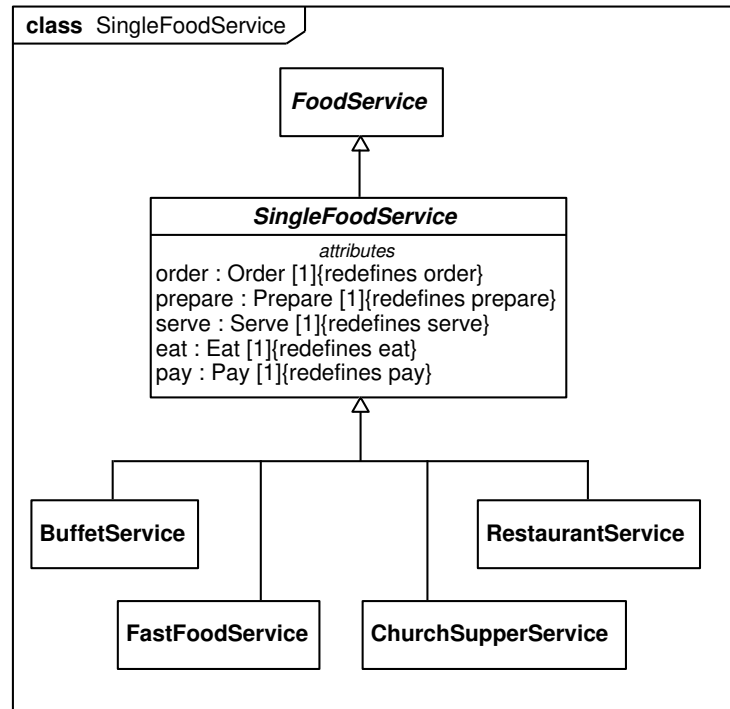 class SingleFoodService
FoodService
SingleFoodService
attributes
order : Order [1]{redefines order}
prepare : Prepare [1]{redefines prepare}
serve : Serve [1]{redefines serve}
eat : Eat [1]{redefines eat}
pay : Pay [1]{redefines pay}
BuffetService
RestaurantService
FastFoodService
ChurchSupperService